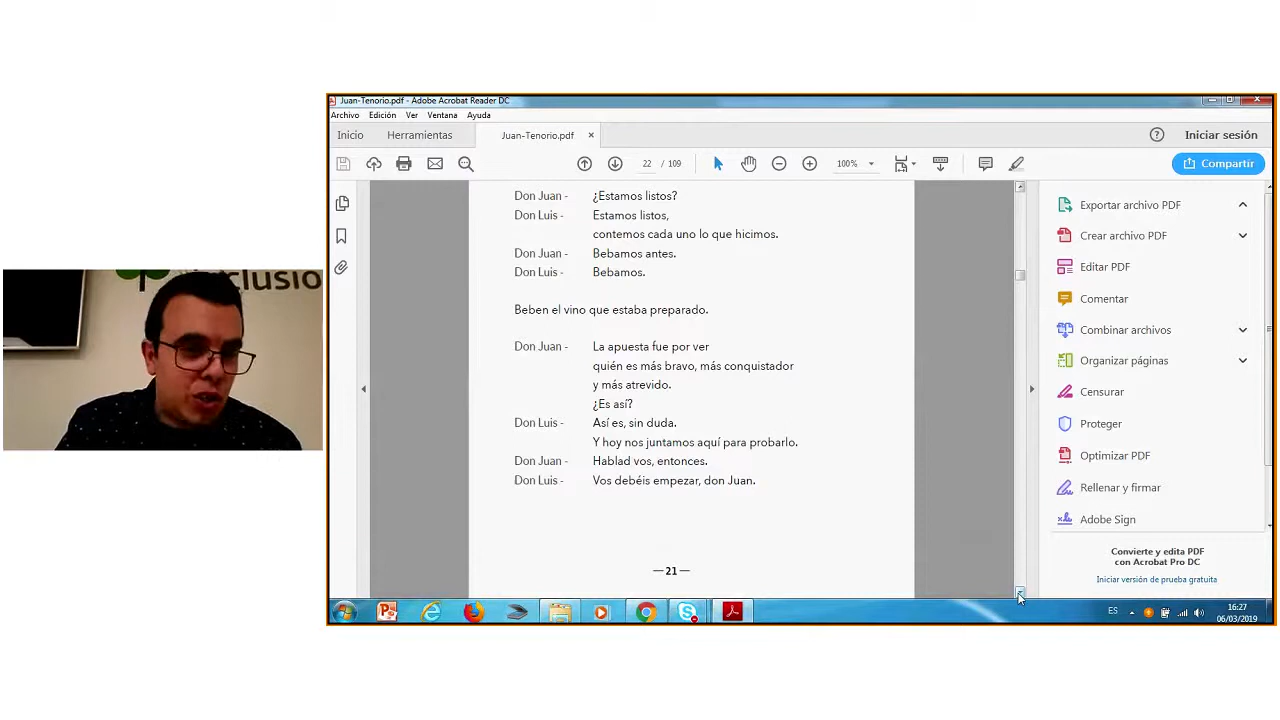 Juan-Tenorio.pdf - Adobe Acrobat Reader DC
Archivo Edición Ver Ventana Ayuda
Inicio Herramientas Juan-Tenorio.pdf × Iniciar sesión
22 / 109 100% Compartir
Don Juan - ¿Estamos listos?
Don Luis - Estamos listos,
contemos cada uno lo que hicimos.
Don Juan - Bebamos antes.
Don Luis - Bebamos.
Beben el vino que estaba preparado.
Don Juan - La apuesta fue por ver
quién es más bravo, más conquistador
y más atrevido.
¿Es así?
Don Luis - Así es, sin duda.
Y hoy nos juntamos aquí para probarlo.
Don Juan - Hablad vos, entonces.
Don Luis - Vos debéis empezar, don Juan.
—21—
Exportar archivo PDF
Crear archivo PDF
Editar PDF
Comentar
Combinar archivos
Organizar páginas
Censurar
Proteger
Optimizar PDF
Rellenar y firmar
Adobe Sign
Convierte y edita PDF
con Acrobat Pro DC
Iniciar versión de prueba gratuita
ES 16:27
06/03/2019